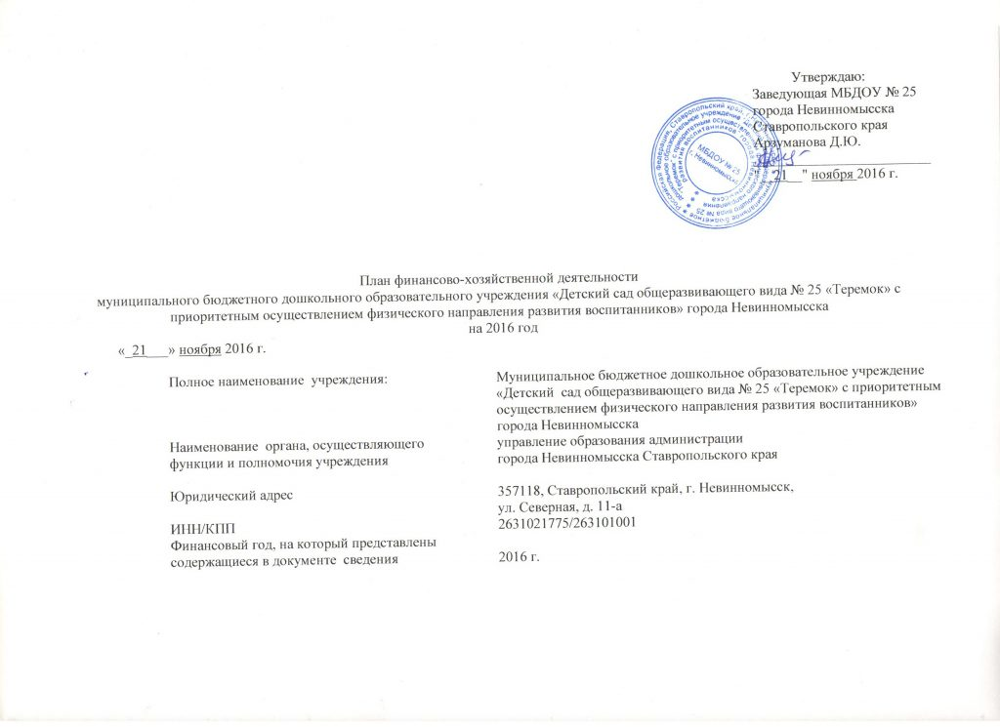 Утверждаю:
Заведующая МБДОУ № 25
города Невинномысска
Ставропольского края
Арзуманова Д.Ю.
"__21__" ноября 2016 г.
МБДОУ № 25
г. Невинномысска
План финансово-хозяйственной деятельности
муниципального бюджетного дошкольного образовательного учреждения «Детский сад общеразвивающего вида № 25 «Теремок» с
приоритетным осуществлением физического направления развития воспитанников» города Невинномысска
на 2016 год
«_21___» ноября 2016 г.
Полное наименование учреждения:
Муниципальное бюджетное дошкольное образовательное учреждение
«Детский сад общеразвивающего вида № 25 «Теремок» с приоритетным
осуществлением физического направления развития воспитанников»
города Невинномысска
Наименование органа, осуществляющего
функции и полномочия учреждения
управление образования администрации
города Невинномысска Ставропольского края
Юридический адрес
357118, Ставропольский край, г. Невинномысск,
ул. Северная, д. 11-а
ИНН/КПП
2631021775/263101001
Финансовый год, на который представлены
содержащиеся в документе сведения
2016 г.